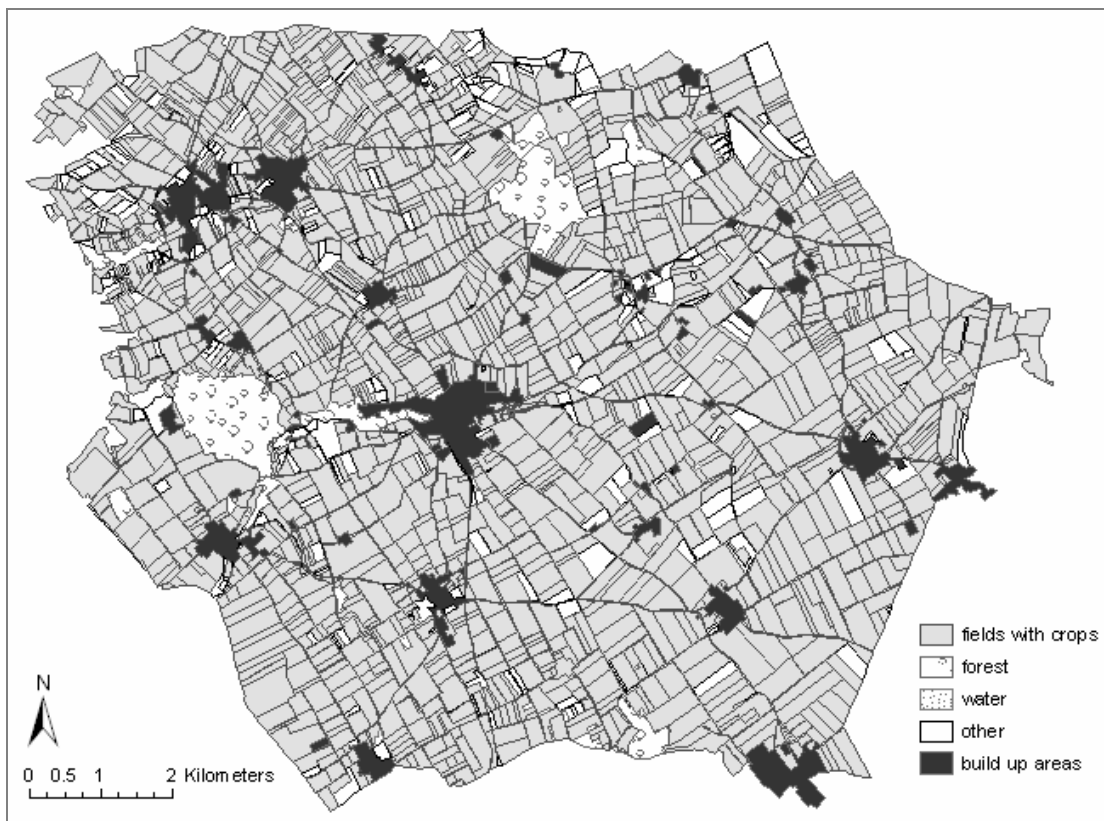 fields with crops
forest
water
other
build up areas
N
0 0.5 1 2 Kilometers